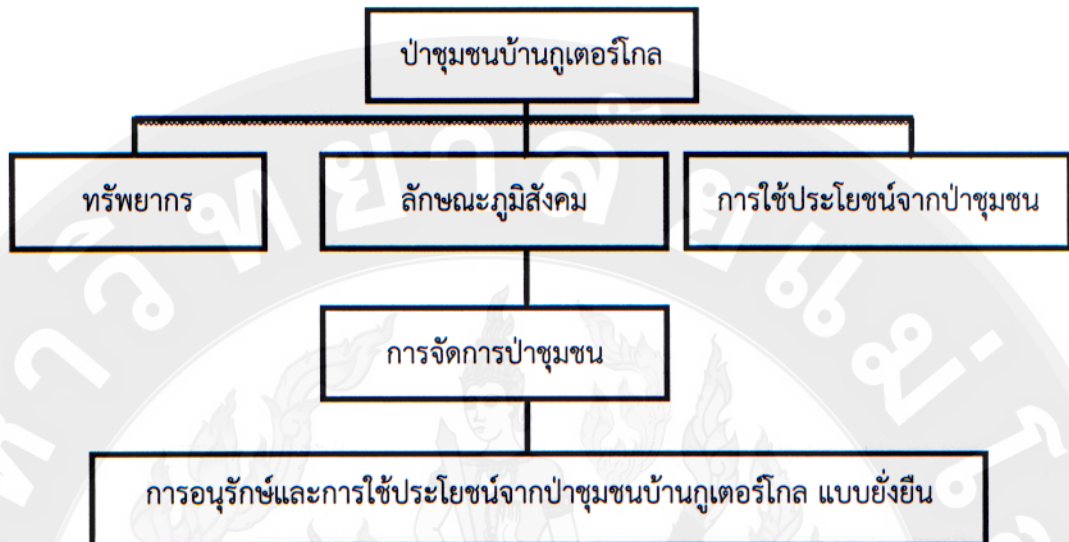 ป่าชุมชนบ้านกูเตอร์โกล
ทรัพยากร
ลักษณะภูมิสังคม
การใช้ประโยชน์จากป่าชุมชน
การจัดการป่าชุมชน
การอนุรักษ์และการใช้ประโยชน์จากป่าชุมชนบ้านกูเตอร์โกล แบบยั่งยืน